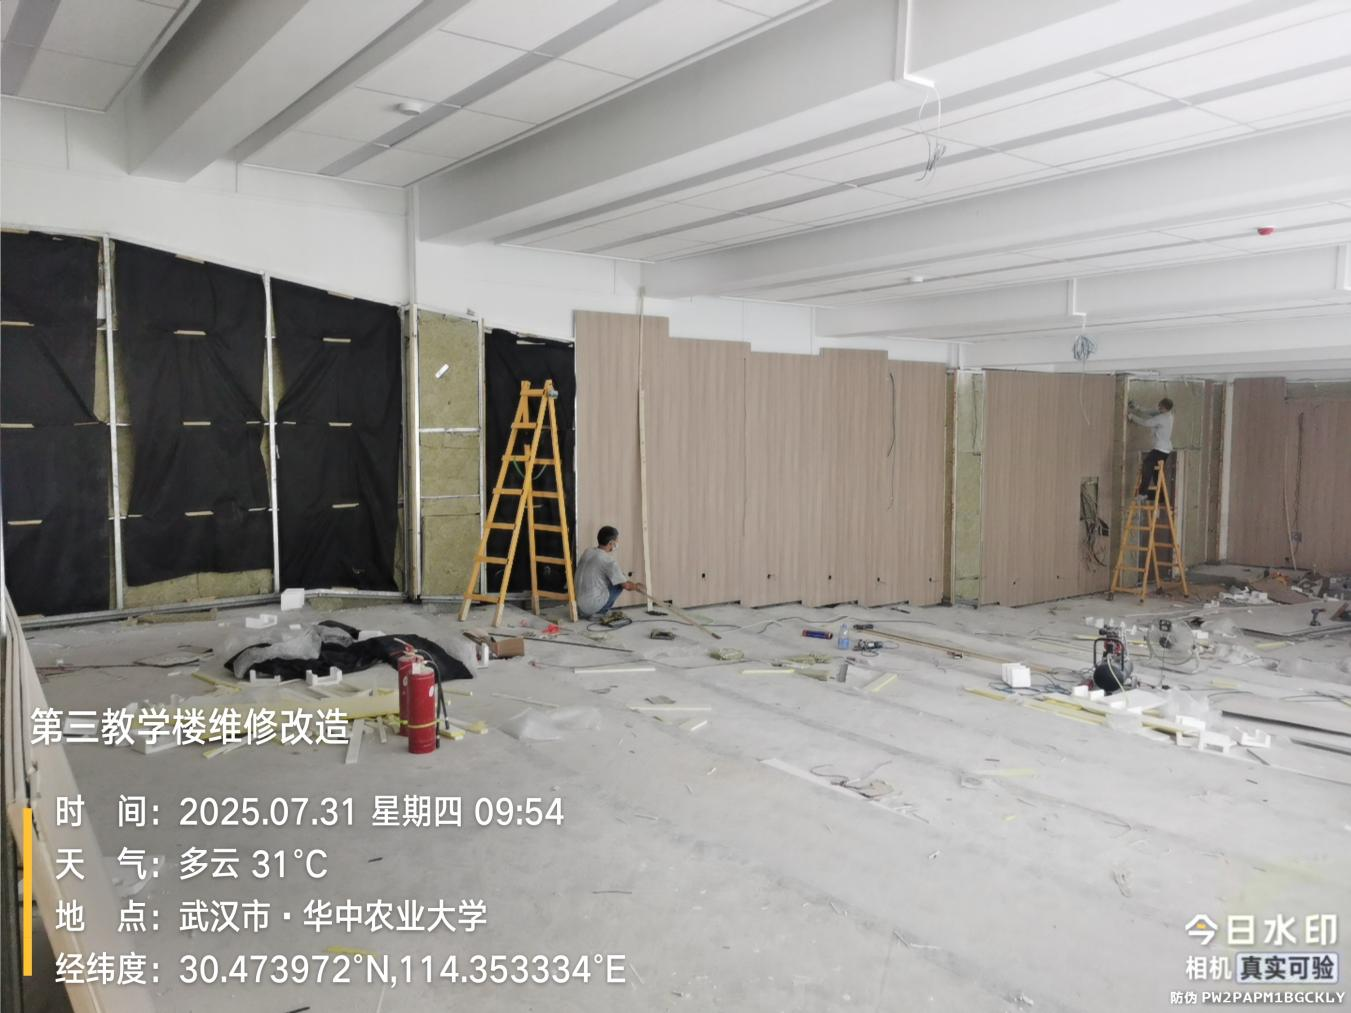 第三教学楼维修改造
时 间：2025.07.31 星期四 09:54
天 气：多云 31°C
地 点：武汉市·华中农业大学
经纬度：30.473972°N,114.353334°E
今日水印
相机 真实可验
防伪 PW2PAPM1BGCKLY